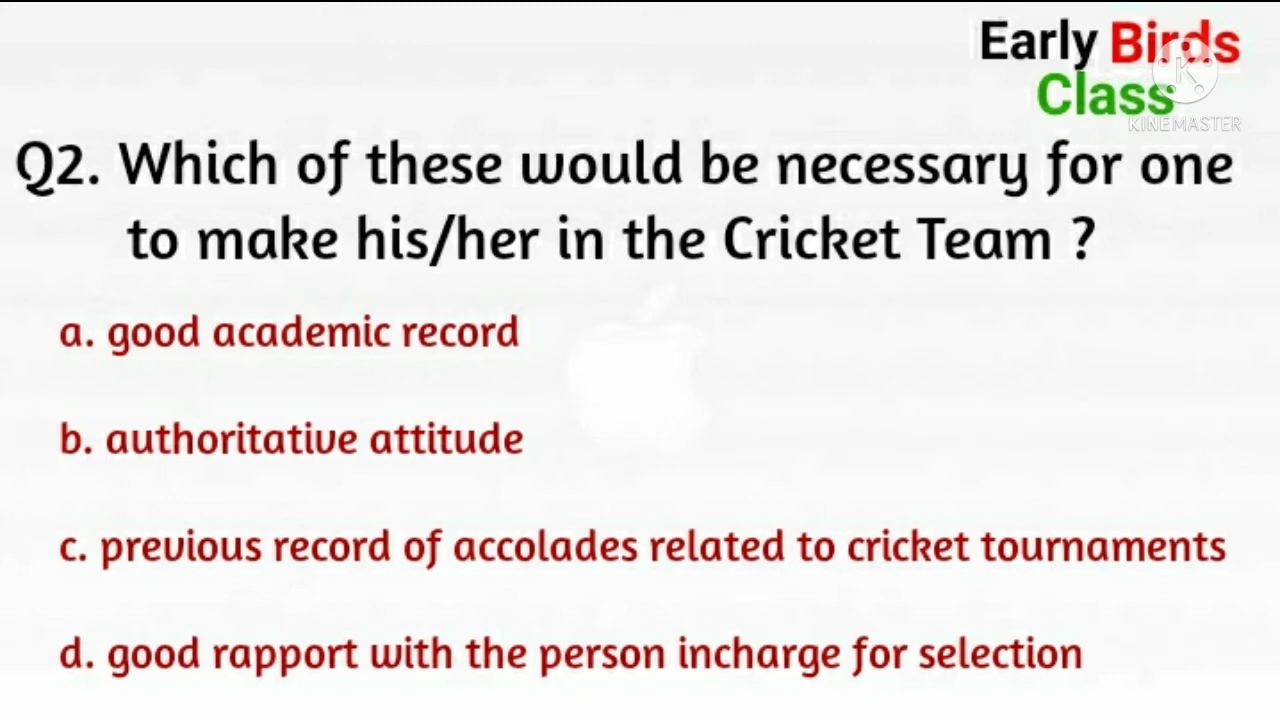 Early Birds
Class
KINEMASTER
Q2. Which of these would be necessary for one
to make his/her in the Cricket Team ?
a. good academic record
b. authoritative attitude
c. previous record of accolades related to cricket tournaments
d. good rapport with the person incharge for selection